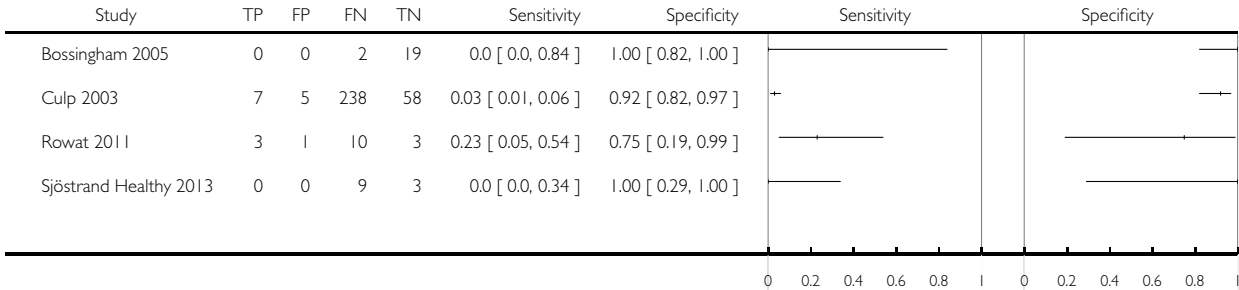 Study TP FP FN TN Sensitivity Specificity Sensitivity Specificity
Bossingham 2005 0 0 2 19 0.0 [ 0.0, 0.84 ] 1.00 [ 0.82, 1.00 ]
Culp 2003 7 5 238 58 0.03 [ 0.01, 0.06 ] 0.92 [ 0.82, 0.97 ]
Rowat 2011 3 1 10 3 0.23 [ 0.05, 0.54 ] 0.75 [ 0.19, 0.99 ]
Sjöstrand Healthy 2013 0 0 9 3 0.0 [ 0.0, 0.34 ] 1.00 [ 0.29, 1.00 ]
0 0.2 0.4 0.6 0.8 1 0 0.2 0.4 0.6 0.8 1